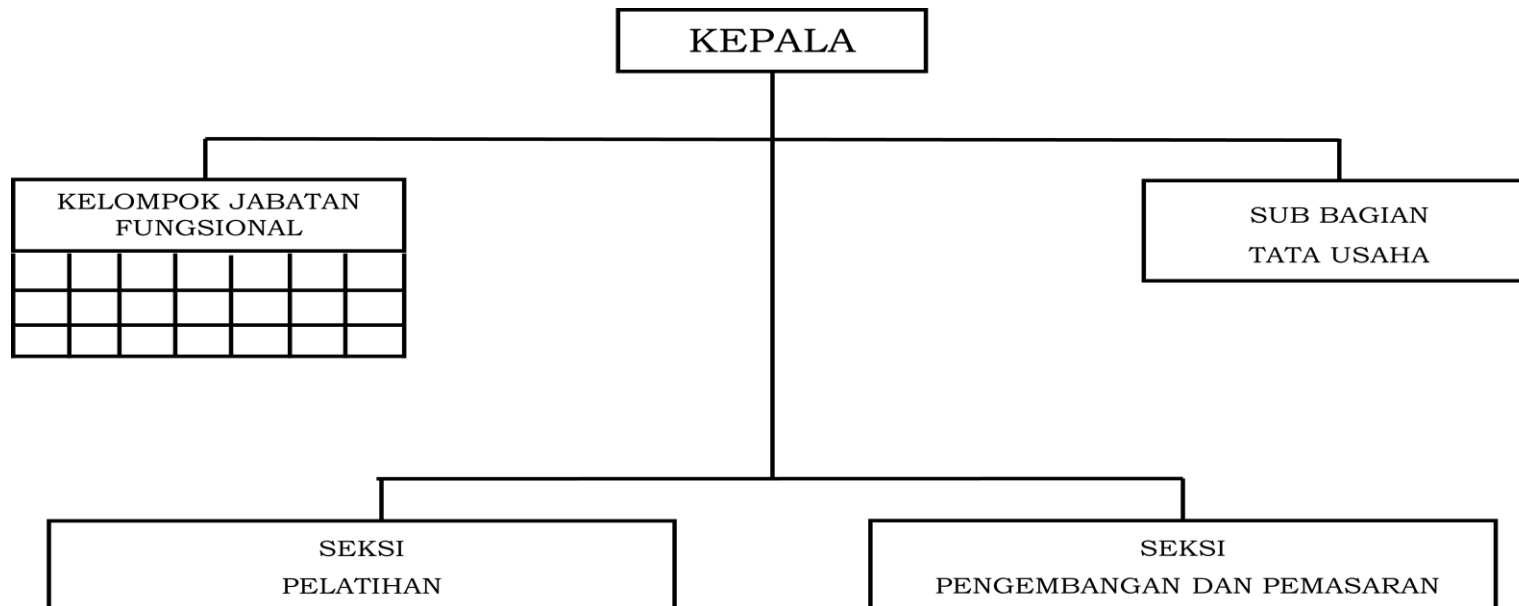 KEPALA
KELOMPOK JABATAN
FUNGSIONAL
SUB BAGIAN
TATA USAHA
SEKSI
PELATIHAN
SEKSI
PENGEMBANGAN DAN PEMASARAN